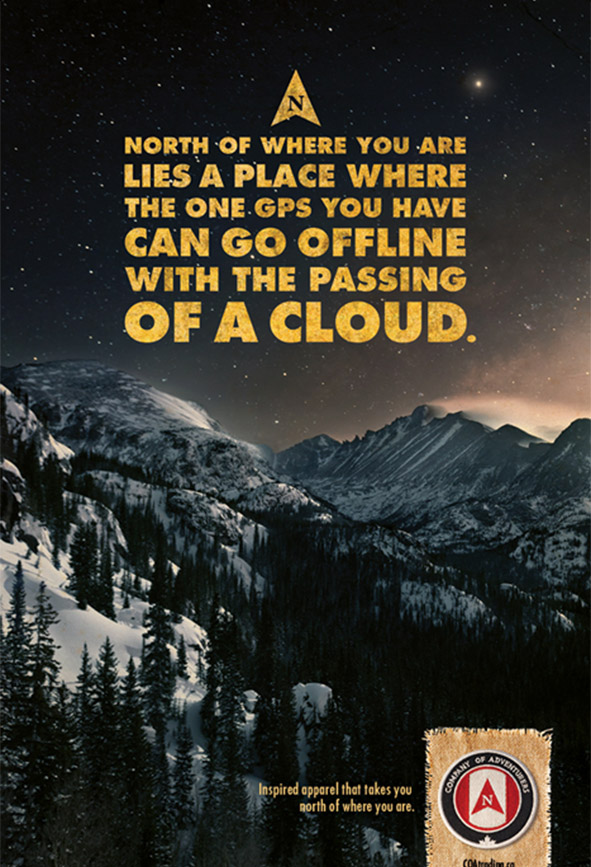 N
NORTH OF WHERE YOU ARE
LIES A PLACE WHERE
THE ONE GPS YOU HAVE
CAN GO OFFLINE
WITH THE PASSING
OF A CLOUD.
Inspired apparel that takes you
north of where you are.
COMPANY OF ADVENTURERS
N
COAtrading.ca